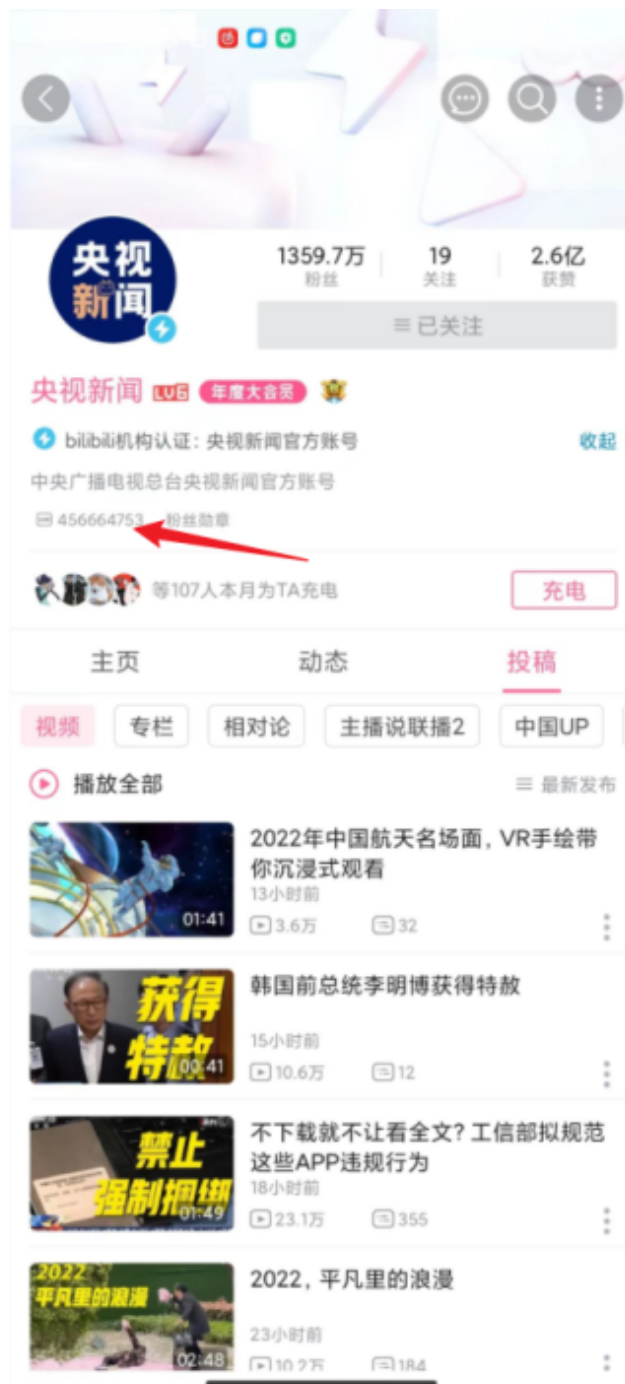 1359.7万
19
2.6亿
粉丝
关注
获赞
央视
新闻
已关注
央视新闻 LV6 年度大会员
bilibili机构认证：央视新闻官方账号 收起
中央广播电视总台央视新闻官方账号
456664753 粉丝勋章
等107人本月为TA充电 充电
主页 动态 投稿
视频 专栏 相对论 主播说联播2 中国UP
播放全部 最新发布
2022年中国航天名场面，VR手绘带
你沉浸式观看
13小时前
01:41
3.6万 32
获得
特赦
00:41
韩国前总统李明博获得特赦
15小时前
10.6万 12
禁止
强制捆绑
01:49
不下载就不让看全文？工信部拟规范
这些APP违规行为
18小时前
23.1万 355
2022
平凡里的浪漫
02:48
2022，平凡里的浪漫
23小时前
10.2万 184